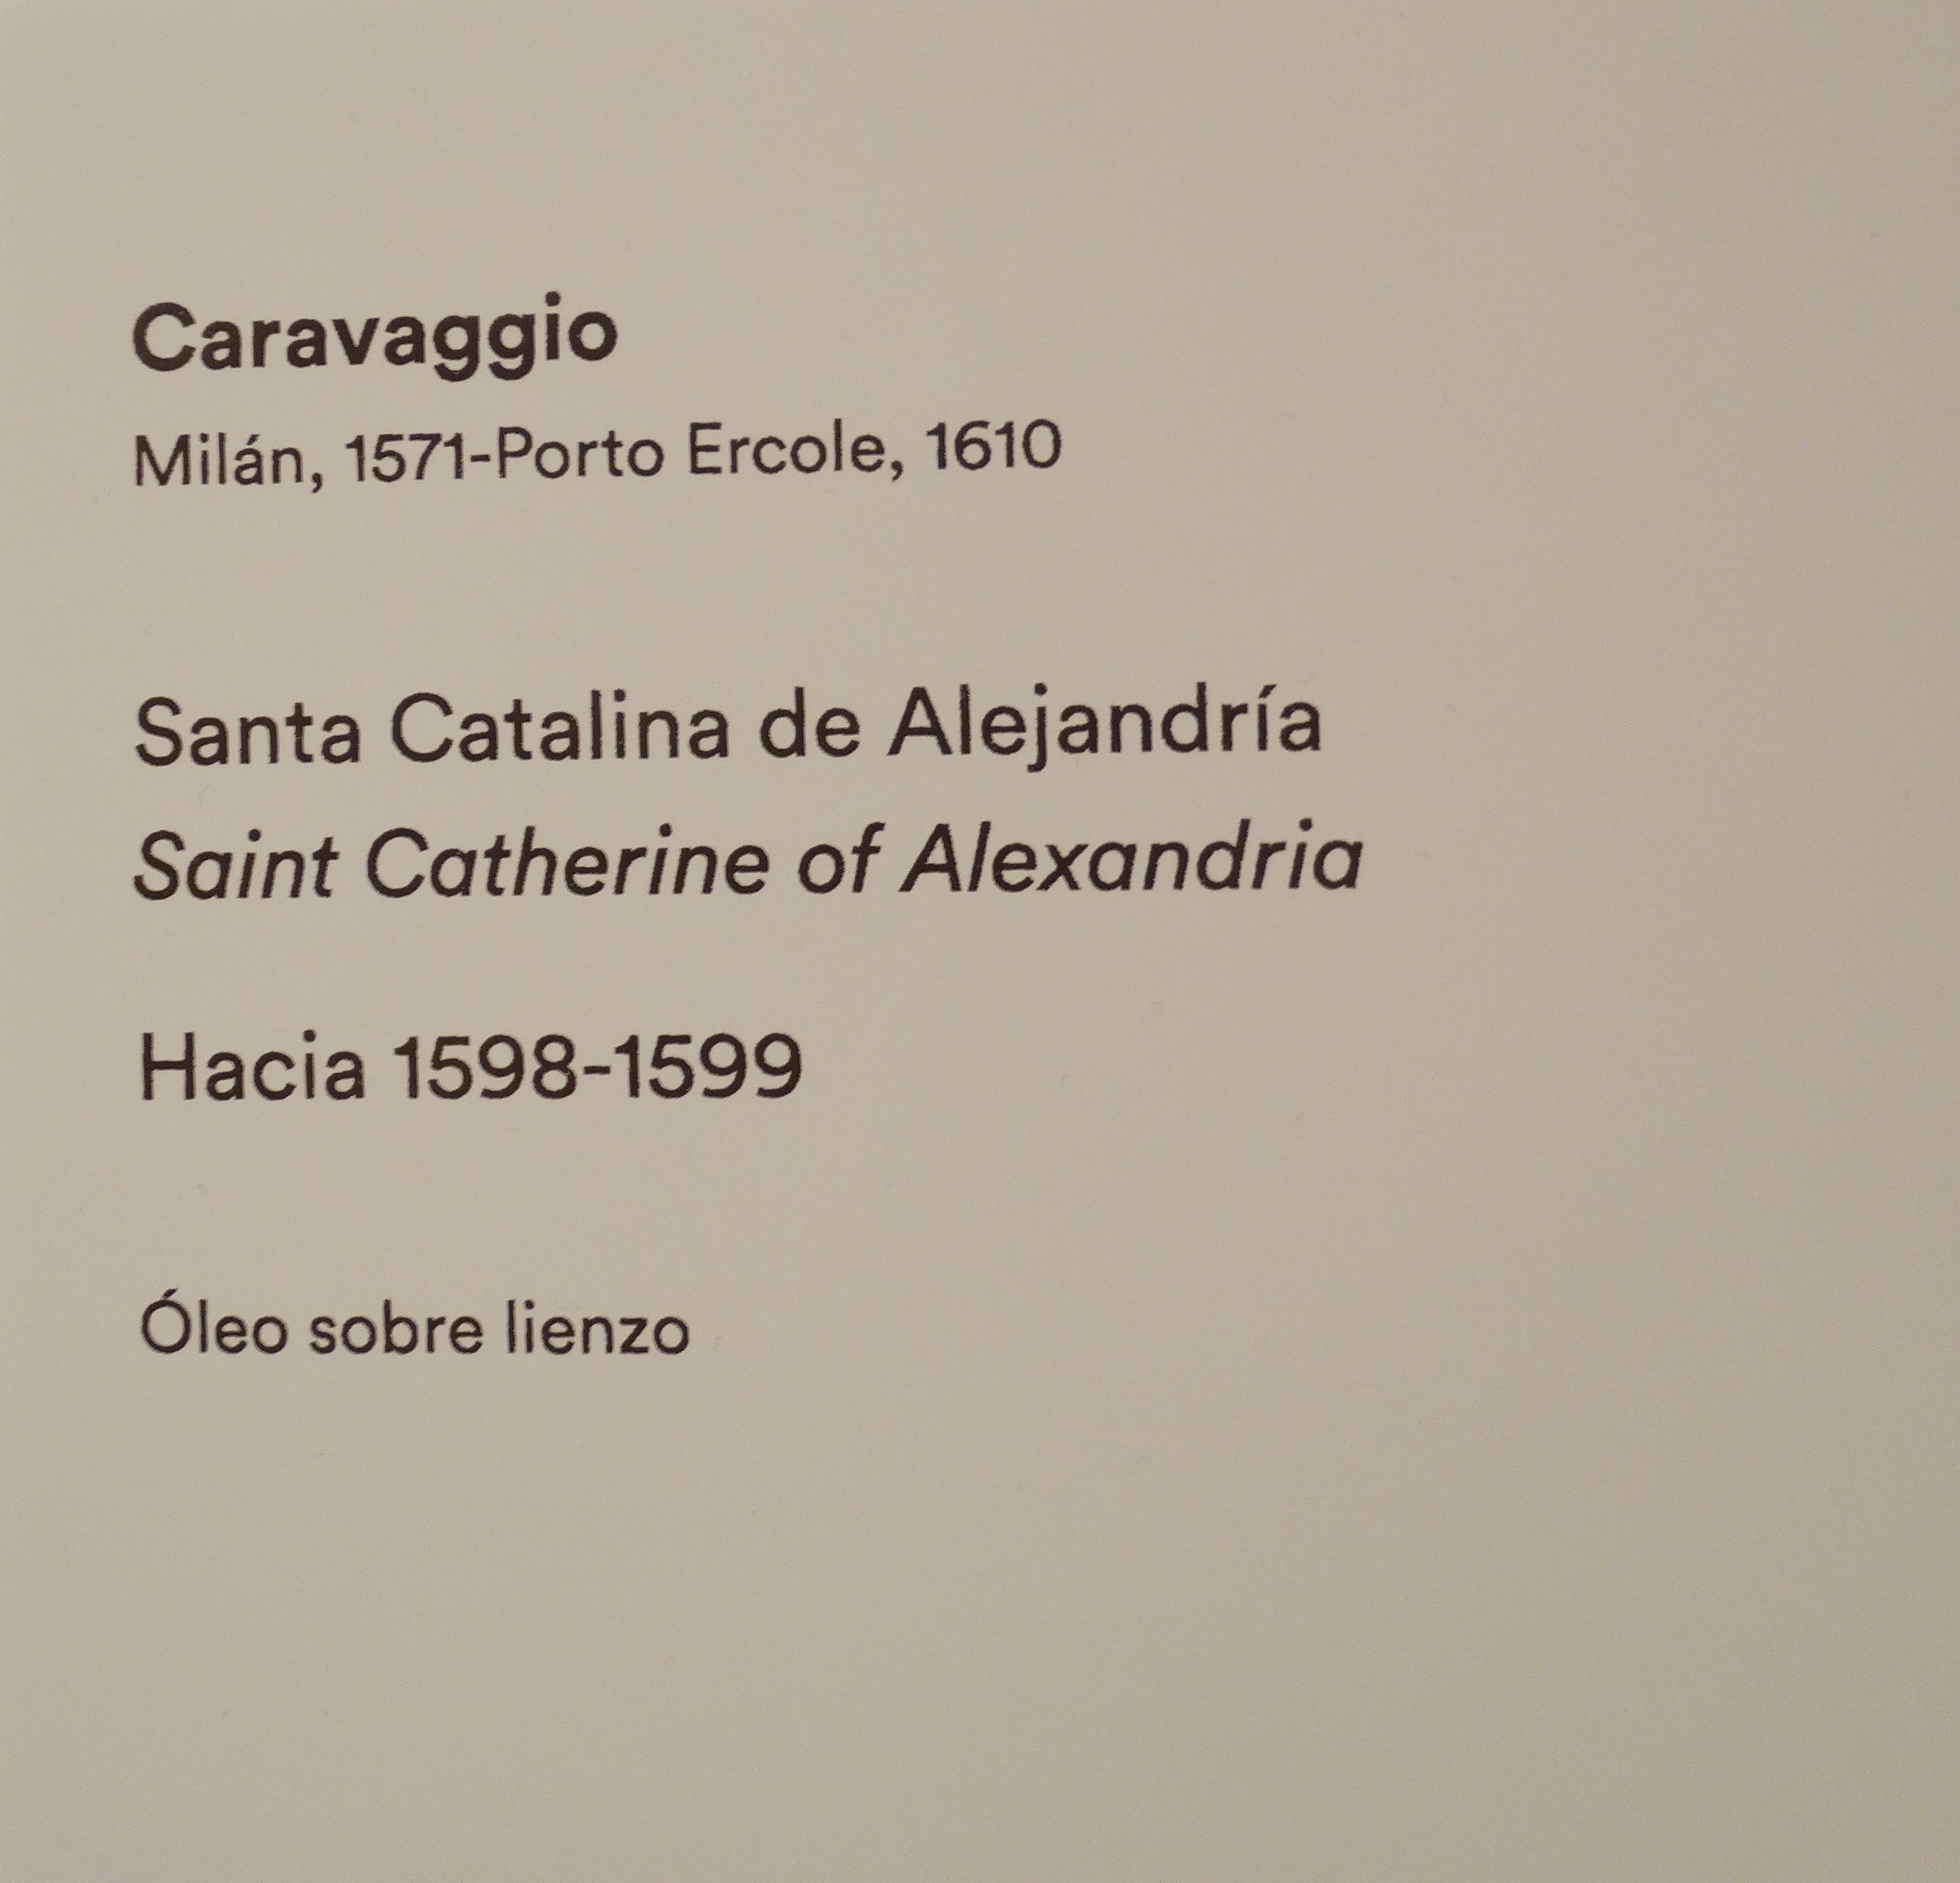 Caravaggio
Milán, 1571-Porto Ercole, 1610
Santa Catalina de Alejandría
Saint Catherine of Alexandria
Hacia 1598-1599
Óleo sobre lienzo